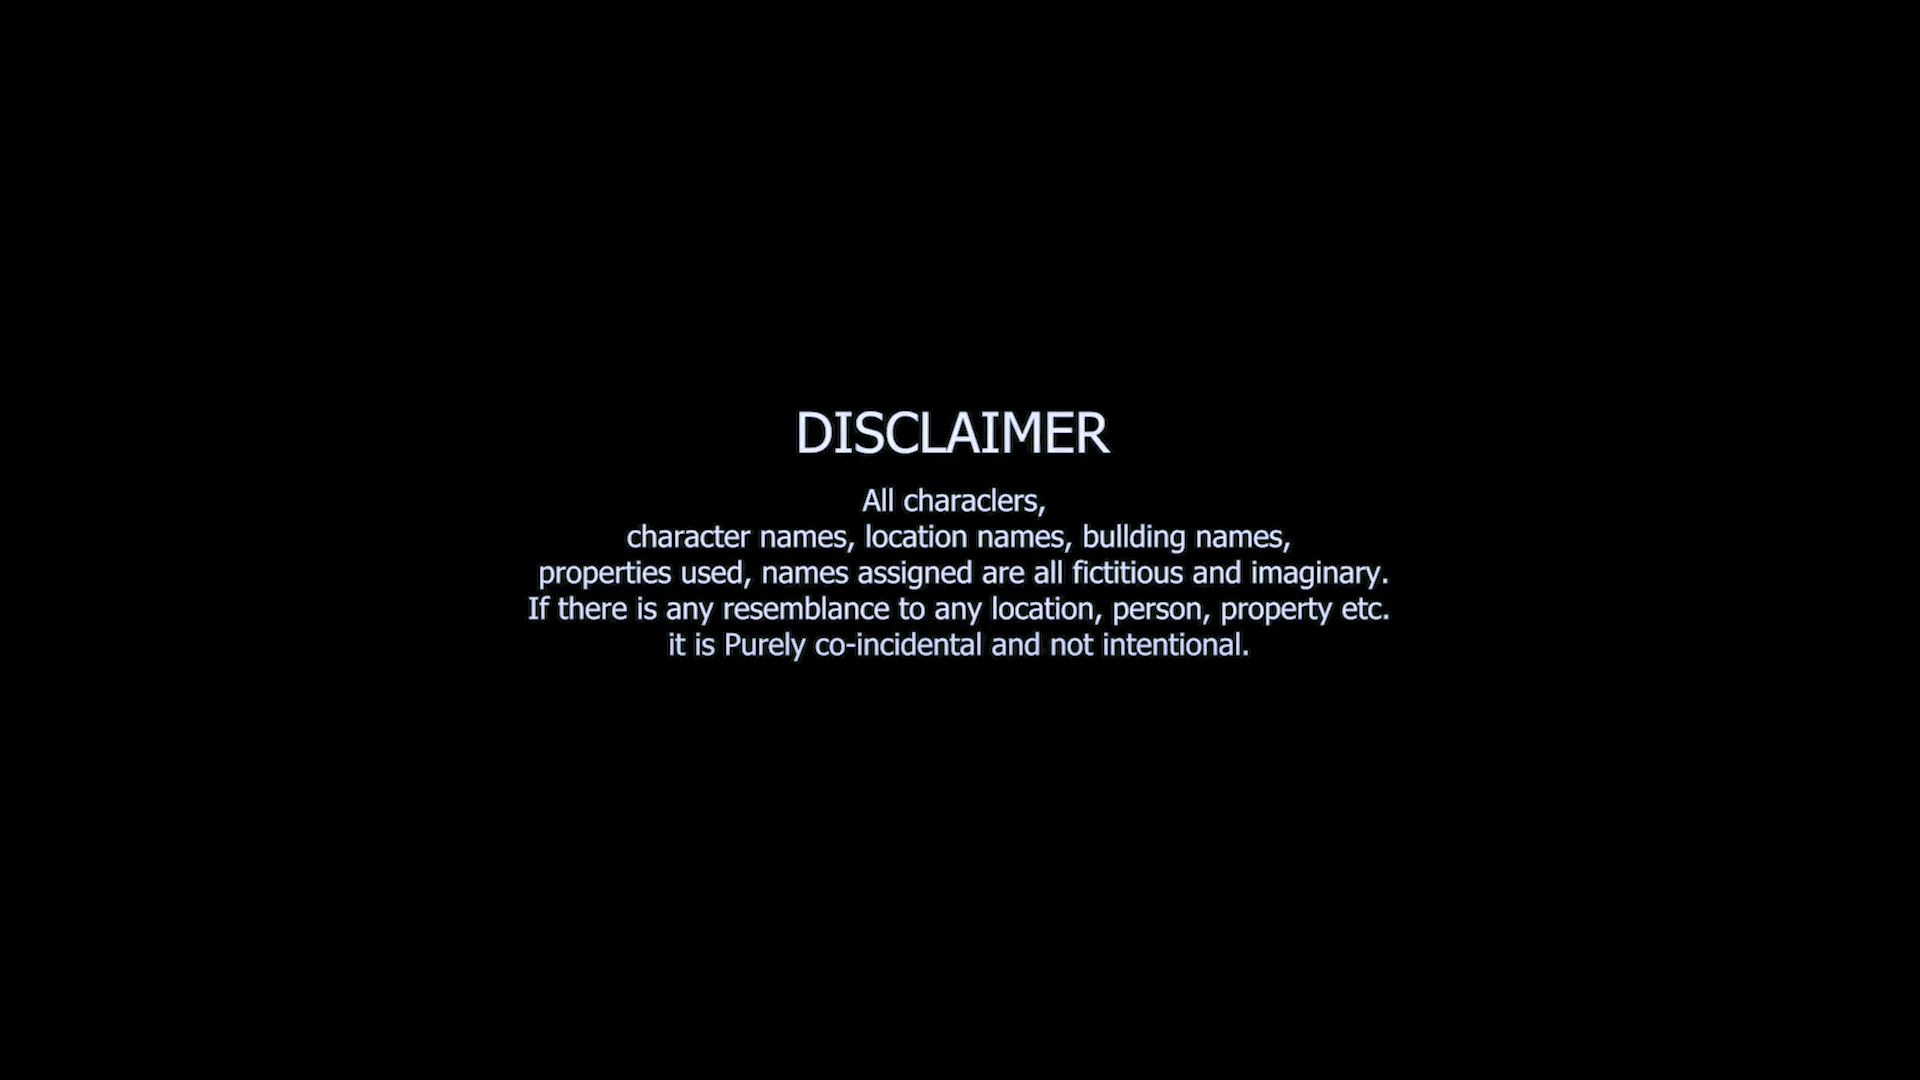 DISCLAIMER
All characlers,
character names, location names, bullding names,
properties used, names assigned are all fictitious and imaginary.
If there is any resemblance to any location, person, property etc.
it is Purely co-incidental and not intentional.